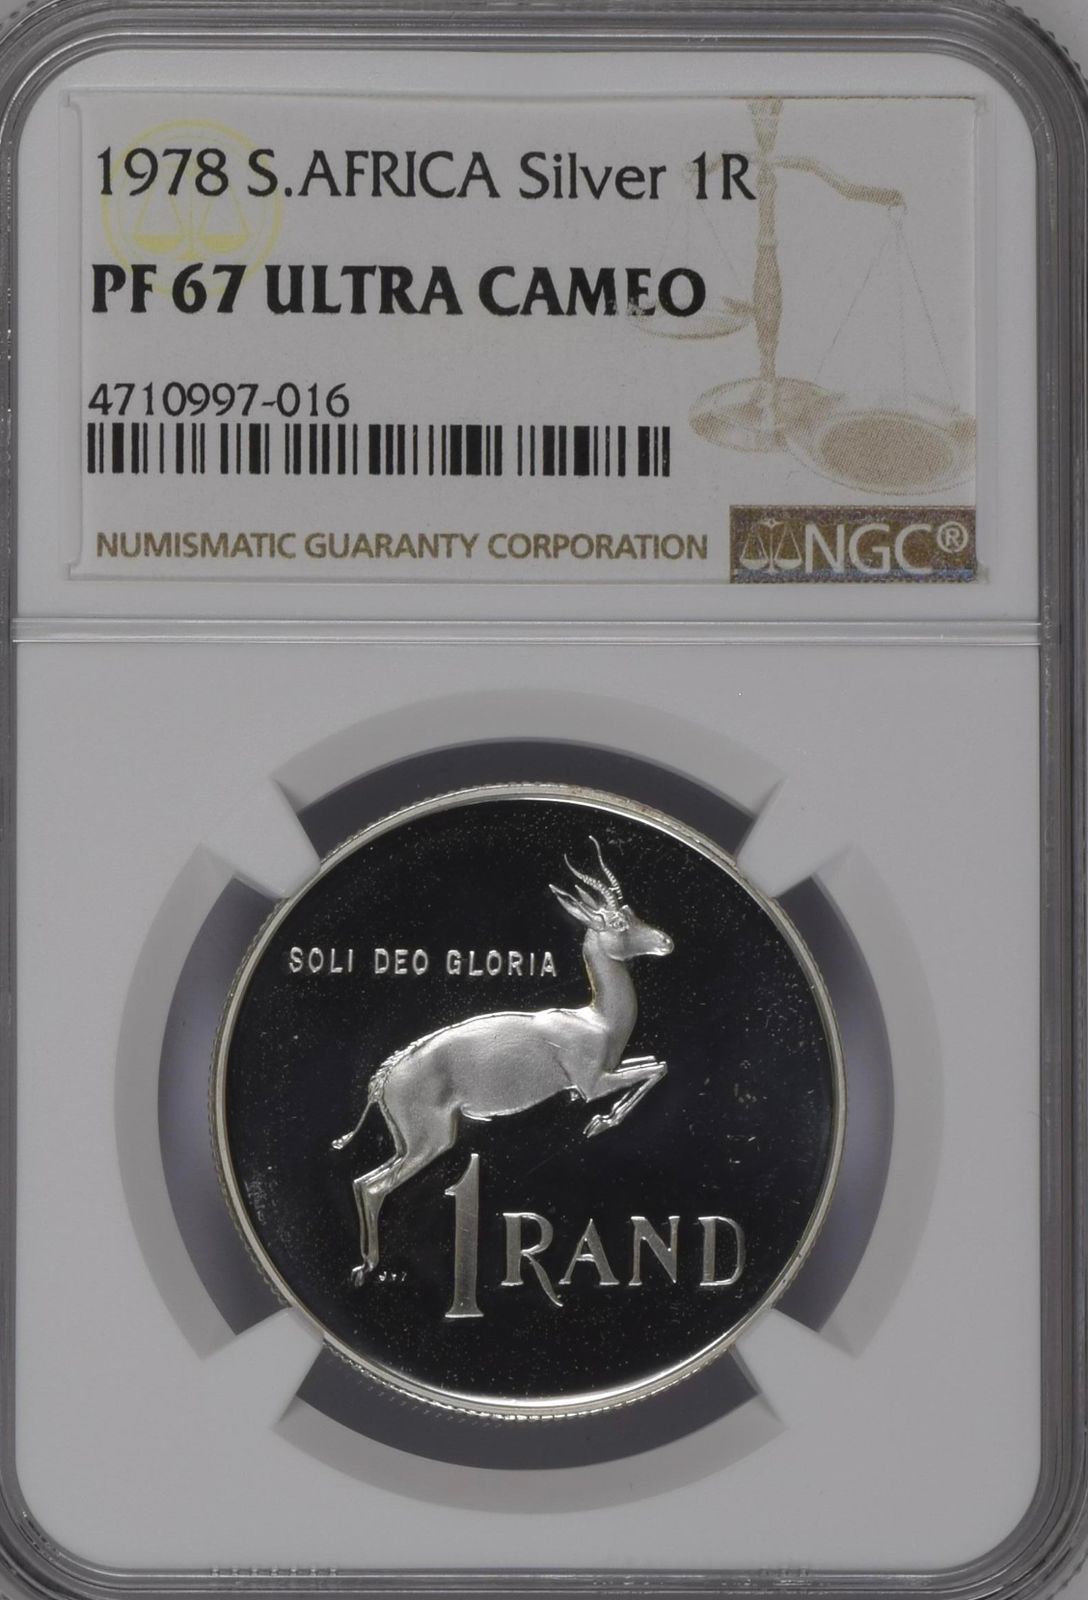 1978 S.AFRICA Silver 1R
PF 67 ULTRA CAMEO
4710997-016
NUMISMATIC GUARANTY CORPORATION
NGC®
SOLI DEO GLORIA
1 RAND